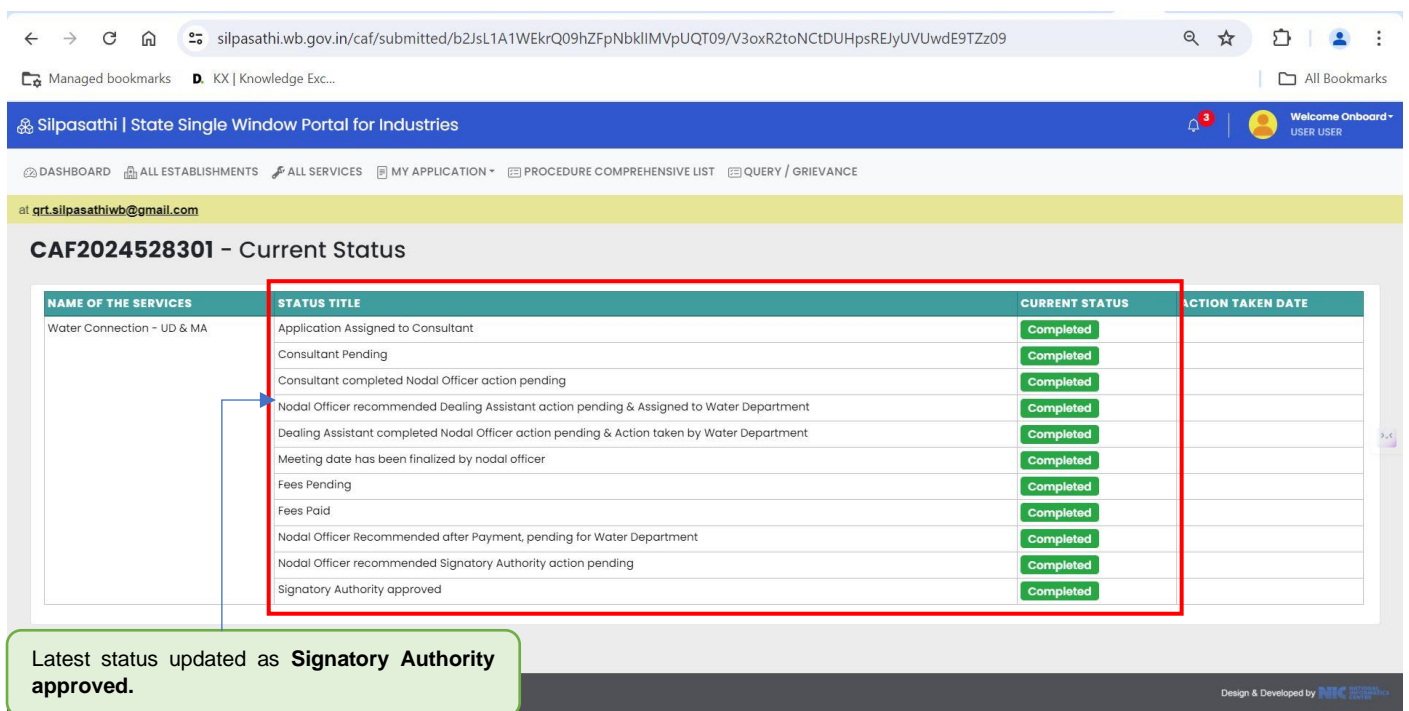 silpasathi.wb.gov.in/caf/submitted/b2JsL1A1WEkrQ09hZFpNbklIMVpUQT09/V3oxR2toNCtDUHpsREJyUVUwdE9TZz09
Managed bookmarks D. KX | Knowledge Exc... All Bookmarks
Silpasathi | State Single Window Portal for Industries 3 Welcome Onboard
USER USER
DASHBOARD ALL ESTABLISHMENTS ALL SERVICES MY APPLICATION PROCEDURE COMPREHENSIVE LIST QUERY / GRIEVANCE
at qrt.silpasathiwb@gmail.com
CAF2024528301 - Current Status
NAME OF THE SERVICES STATUS TITLE CURRENT STATUS ACTION TAKEN DATE
Water Connection - UD & MA Application Assigned to Consultant Completed
Consultant Pending Completed
Consultant completed Nodal Officer action pending Completed
Nodal Officer recommended Dealing Assistant action pending & Assigned to Water Department Completed
Dealing Assistant completed Nodal Officer action pending & Action taken by Water Department Completed
Meeting date has been finalized by nodal officer Completed
Fees Pending Completed
Fees Paid Completed
Nodal Officer Recommended after Payment, pending for Water Department Completed
Nodal Officer recommended Signatory Authority action pending Completed
Signatory Authority approved Completed
Latest status updated as Signatory Authority
approved.
Design & Developed by NIC NATIONAL INFORMATICS CENTRE